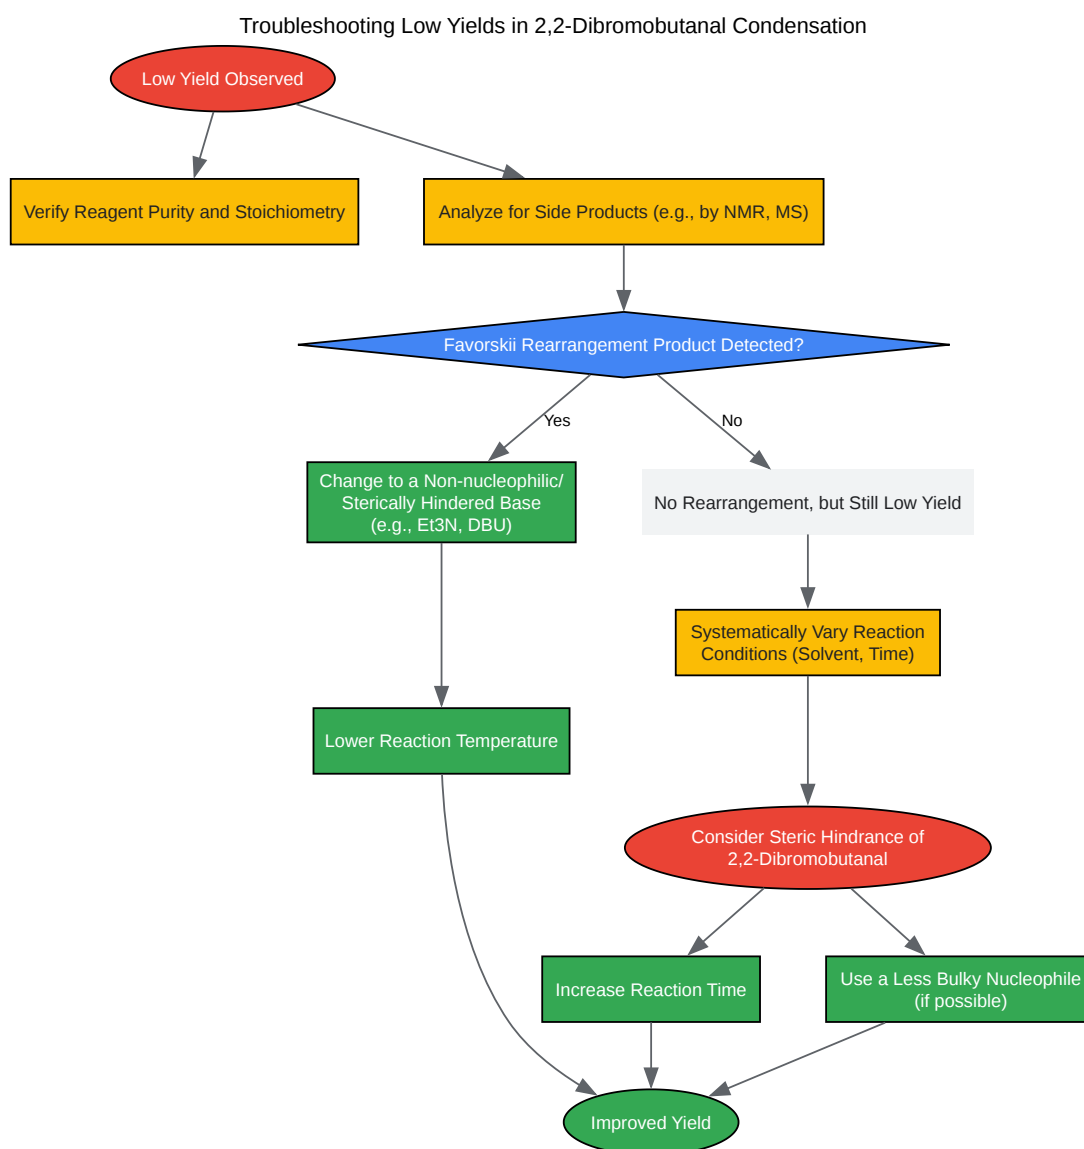 Troubleshooting Low Yields in 2,2-Dibromobutanal Condensation
Low Yield Observed
Verify Reagent Purity and Stoichiometry
Analyze for Side Products (e.g., by NMR, MS)
Favorskii Rearrangement Product Detected?
Yes
No
Change to a Non-nucleophilic/
Sterically Hindered Base
(e.g., Et3N, DBU)
No Rearrangement, but Still Low Yield
Systematically Vary Reaction
Conditions (Solvent, Time)
Lower Reaction Temperature
Consider Steric Hindrance of
2,2-Dibromobutanal
Increase Reaction Time
Use a Less Bulky Nucleophile
(if possible)
Improved Yield